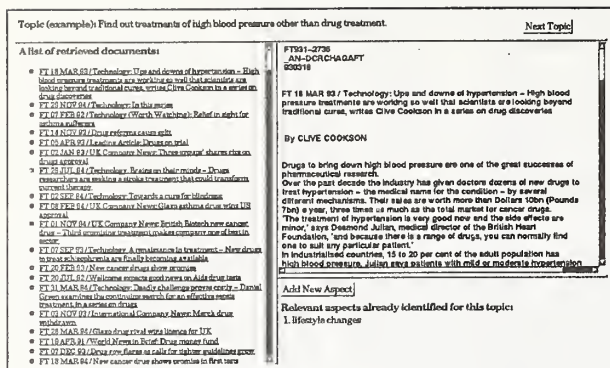 Topic (example): Find out treatments of high blood pressure other than drug treatment.
Next Topic
A list of retrieved documents:
FT 18 MAR 93 / Technology: Ups and downs of hypertension - High
blood pressure treatments are working so well that scientists are
looking beyond traditional cures, writes Clive Cookson in a series on
drug discoveries
FT 25 NOV 94 / Technology: In this series
FT 07 FEB 92 / Technology (Worth Watching): Relief in sight for
asthma sufferers
FT 14 NOV 92 / Drug reforms cause split
FT 05 APR 93 / Leading Article: Drugs on trial
FT 03 JAN 93 / UK Company News: Three groups' shares rise on
drugs approval
FT 28 JUL 94 / Technology: Brains on their minds - Drugs
researchers are seeking a stroke treatment that could transform
current therapy
FT 02 SEP 94 / Technology: Towards a cure for blindness
FT 08 FEB 94 / UK Company News: Glaxo asthma drug wins US
approval
FT 01 NOV 94 / UK Company News: British Biotech new cancer
drug - Third promising treatment makes company one of best in
sector
FT 07 SEP 93 / Technology: A renaissance in treatment - New drugs
to treat schizophrenia are finally becoming available
FT 20 FEB 93 / New cancer drugs show promise
FT 20 JUL 92 / Wellcome expects good news on Aids drug tests
FT 31 MAR 94 / Technology: Deadly challenge proves costly - Daniel
Green examines the continuing search for an effective sepsis
treatment, in a series on drugs
FT 03 NOV 93 / International Company News: Merck drug
withdrawn
FT 26 MAR 94 / Glaxo drug rival wins licence for UK
FT 19 APR 91 / World News in Brief: Drug money fund
FT 07 DEC 93 / Drug row flares as calls for tighter guidelines grow
FT 18 MAR 94 / New cancer drug shows promise in first tests
FT931-2736
_AN-DCRCHAGAFT
930318
FT 18 MAR 93 / Technology: Ups and downs of hypertension - High blood
pressure treatments are working so well that scientists are looking beyond
traditional cures, writes Clive Cookson in a series on drug discoveries
By CLIVE COOKSON
Drugs to bring down high blood pressure are one of the great successes of
pharmaceutical research.
Over the past decade the industry has given doctors dozens of new drugs to
treat hypertension - the medical name for the condition - by several
different mechanisms. Their sales are worth more than Dollars 10bn (Pounds
7bn) a year, three times as much as the total market for cancer drugs.
'The treatment of hypertension is very good now and the side effects are
minor,' says Desmond Julian, medical director of the British Heart
Foundation, 'and because there is a range of drugs, you can normally find
one to suit any particular patient.'
In industrialised countries, 15 to 20 per cent of the adult population has
high blood pressure, Julian says patients with mild or moderate hypertension
Add New Aspect
Relevant aspects already identified for this topic:
1. lifestyle changes